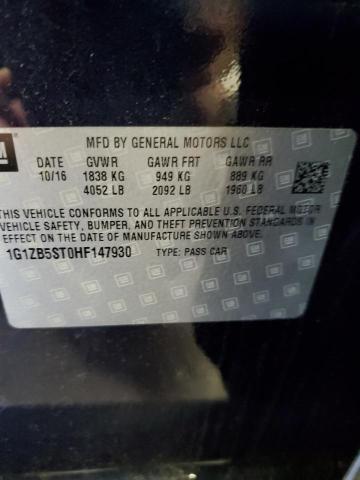 MFD BY GENERAL MOTORS LLC
DATE GVWR GAWR FRT GAWR RR
10/16 1838 KG 949 KG 889 KG
4052 LB 2092 LB 1960 LB
THIS VEHICLE CONFORMS TO ALL APPLICABLE U.S. FEDERAL MOTOR
VEHICLE SAFETY, BUMPER, AND THEFT PREVENTION STANDARDS IN
EFFECT ON THE DATE OF MANUFACTURE SHOWN ABOVE.
1G1ZB5ST0HF147930 TYPE: PASS CAR